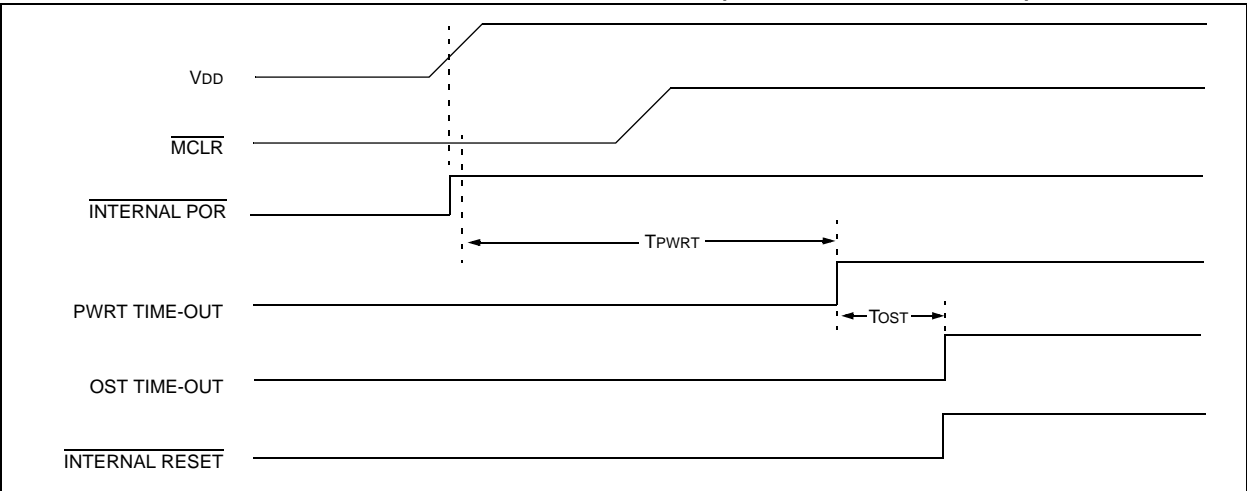 VDD
MCLR
INTERNAL POR
TPWRT
PWRT TIME-OUT
TOST
OST TIME-OUT
INTERNAL RESET